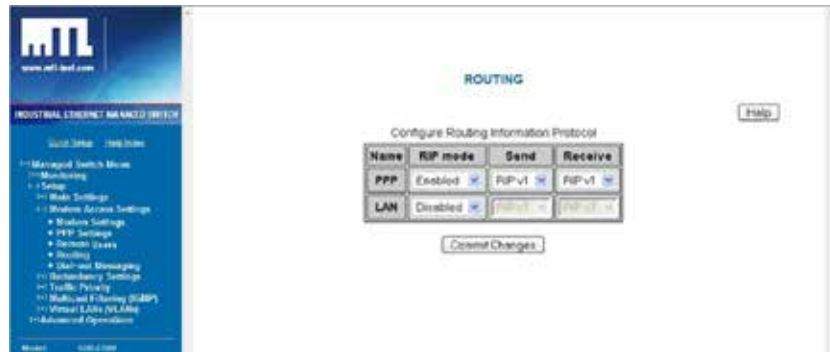 MTL
www.mtl-inst.com
INDUSTRIAL ETHERNET MANAGED SWITCH
Quick Setup Help Index
Managed Switch Menu
Monitoring
Setup
Main Settings
Modem Access Settings
Modem Settings
PPP Settings
Remote Users
Routing
Dial-out Messaging
Redundancy Settings
Traffic Priority
Multicast Filtering (IGMP)
Virtual LANs (VLANs)
Advanced Operations
ROUTING
Help
Configure Routing Information Protocol
Name RIP mode Send Receive
PPP Enabled RIPv1 RIPv1
LAN Disabled RIPv1 RIPv1
Commit Changes